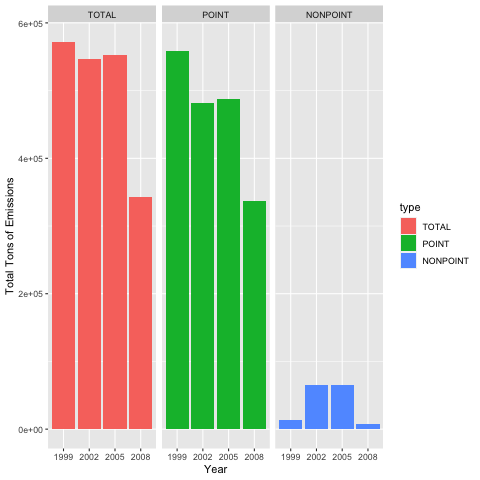 TOTAL POINT NONPOINT
6e+05
4e+05
2e+05
0e+00
Total Tons of Emissions
1999 2002 2005 2008 1999 2002 2005 2008 1999 2002 2005 2008
Year
type
TOTAL
POINT
NONPOINT